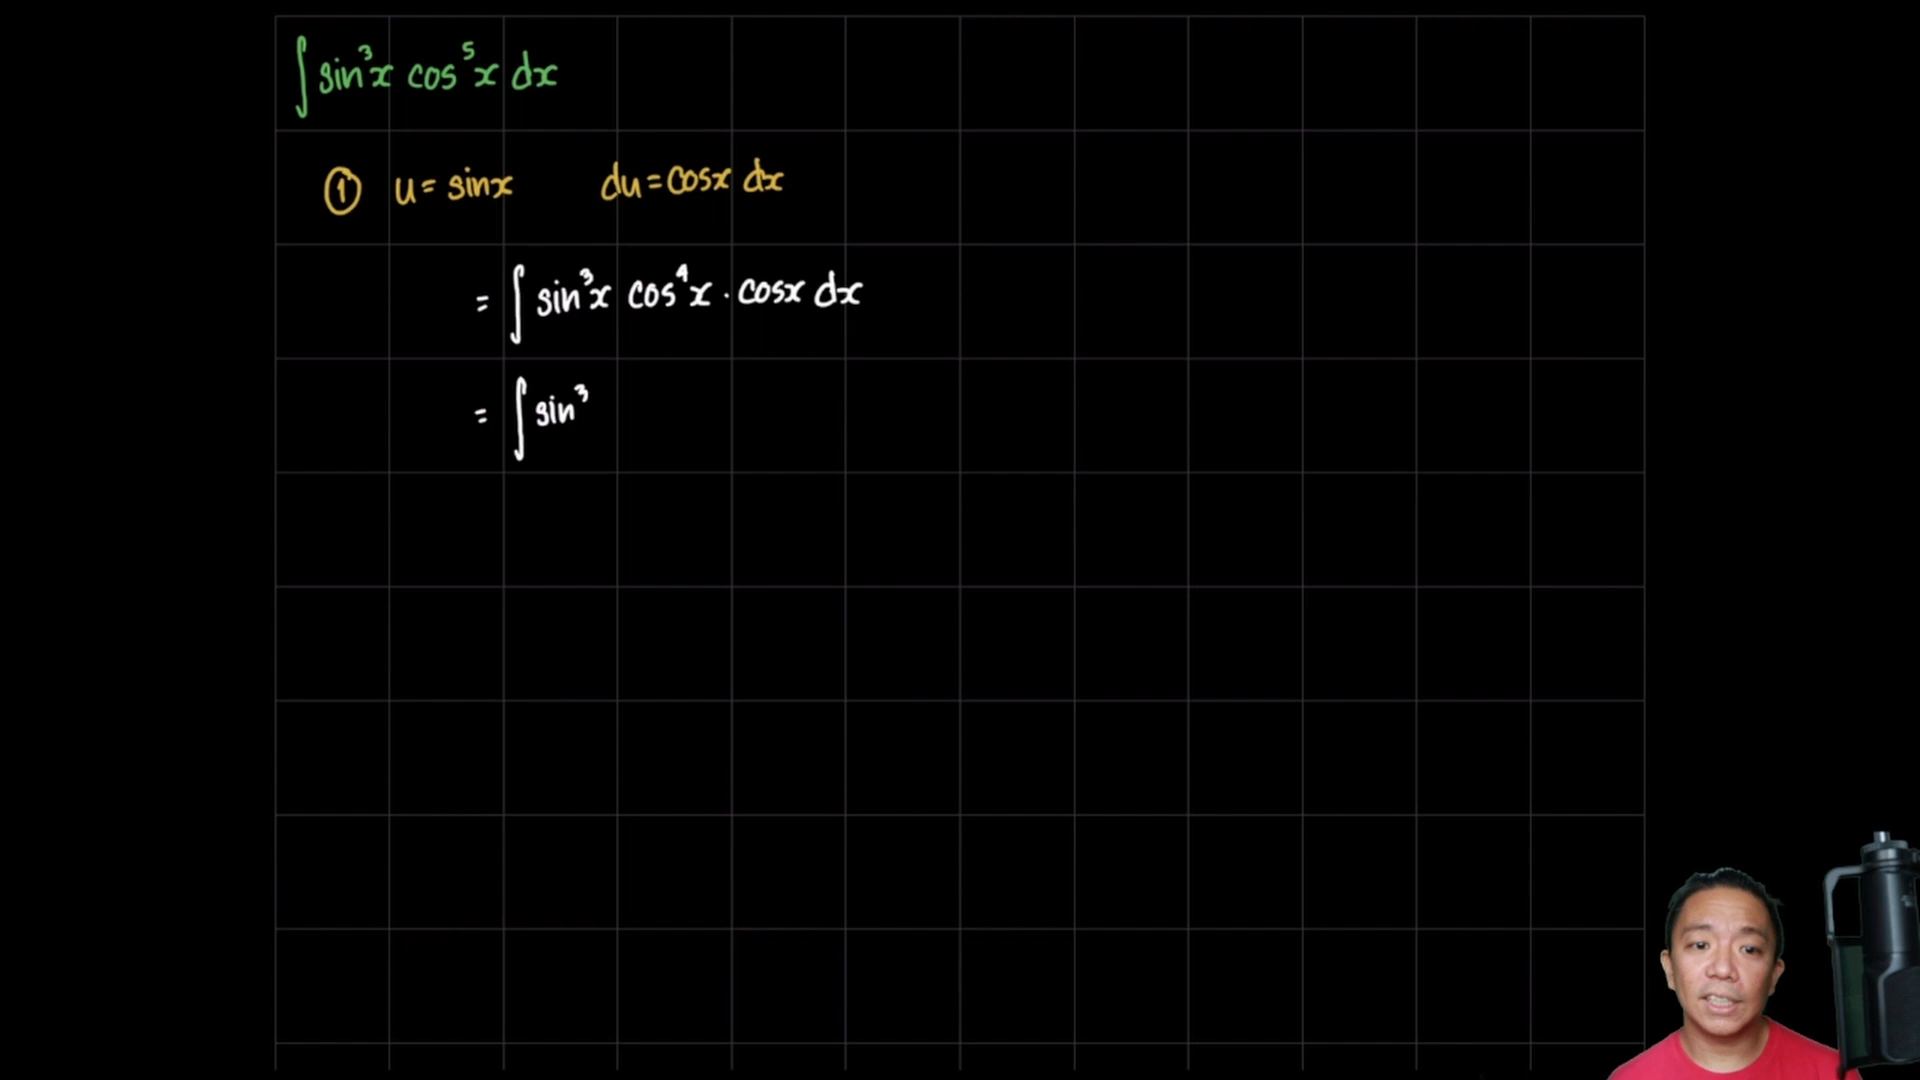 ∫ sin³x cos⁵x dx
① u = sinx du = cosx dx
= ∫ sin³x cos⁴x · cosx dx
= ∫ sin³